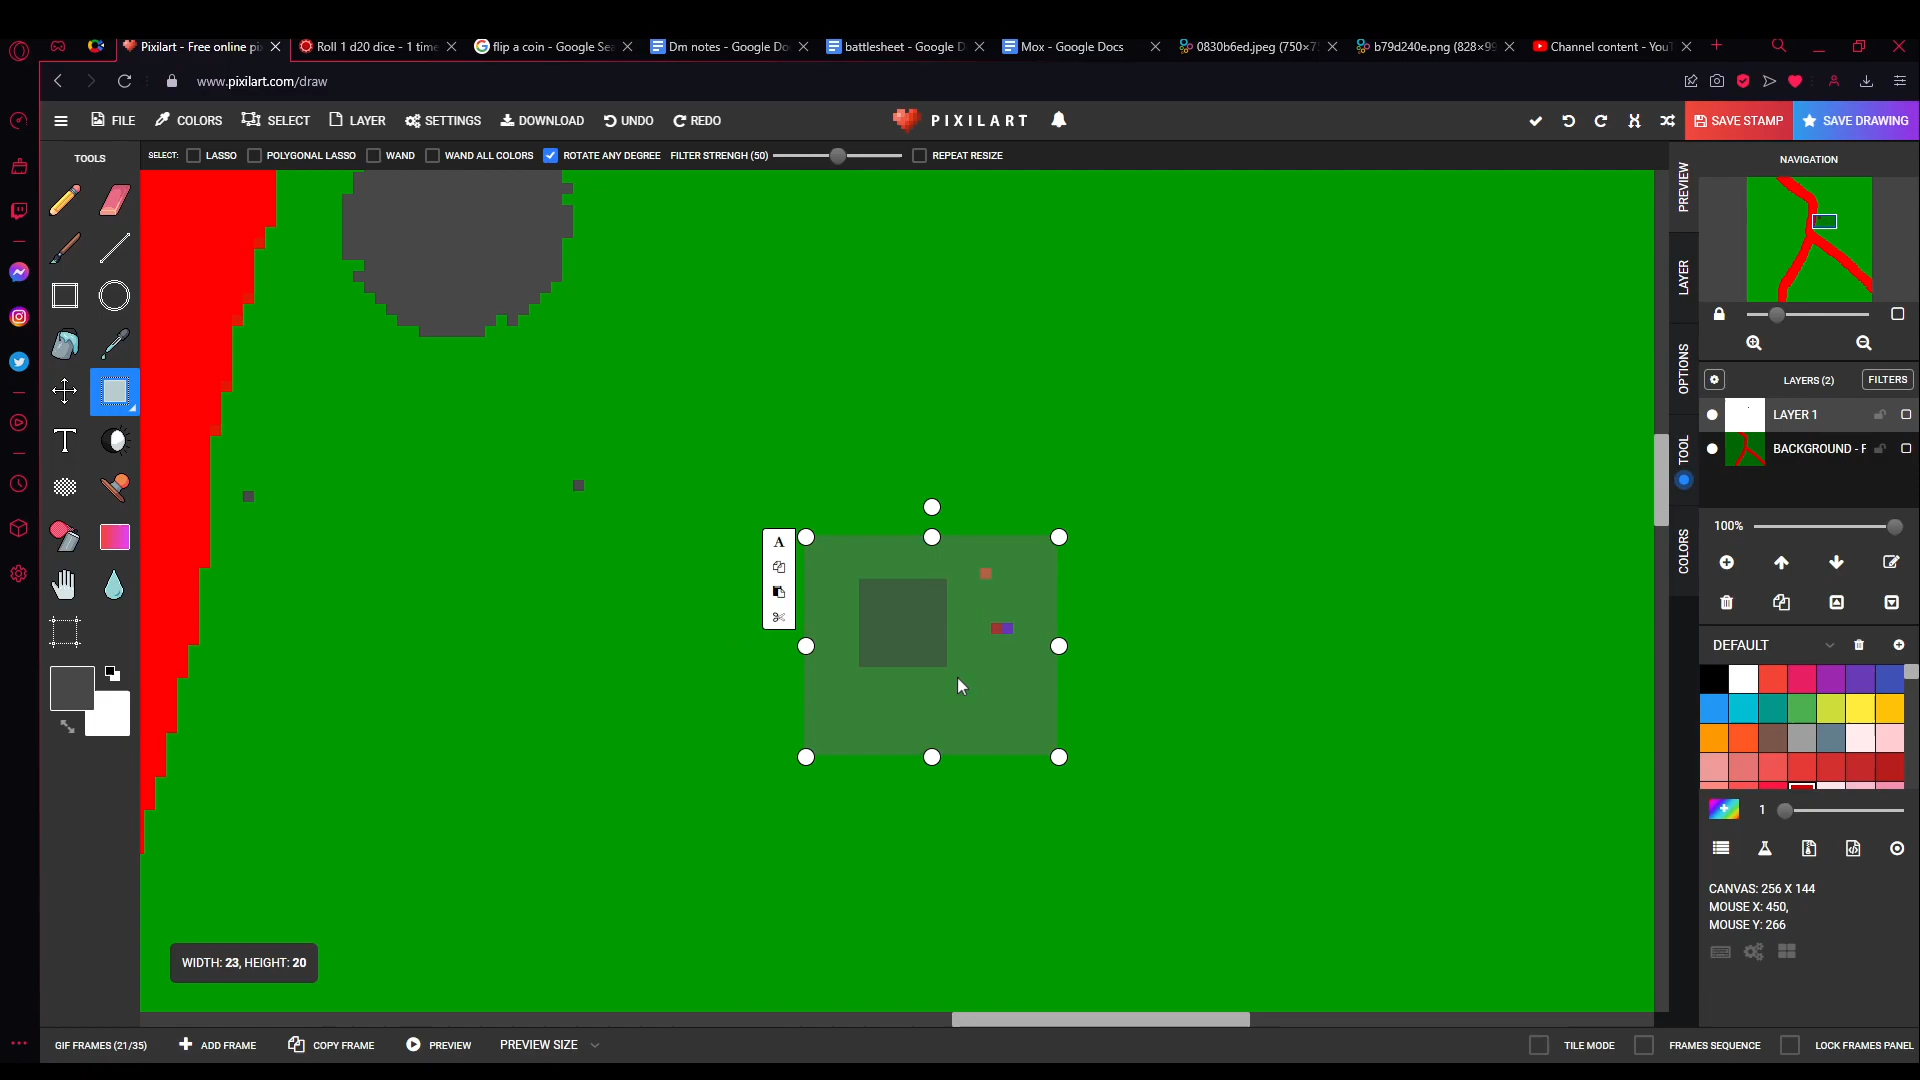 Pixilart - Free online pi
Roll 1 d20 dice - 1 time
flip a coin - Google Se
Dm notes - Google Do
battlesheet - Google D
Mox - Google Docs
0830b6ed.jpeg (750×7
b79d240e.png (828×99
Channel content - YouT
www.pixilart.com/draw
FILE
COLORS
SELECT
LAYER
SETTINGS
DOWNLOAD
UNDO
REDO
PIXILART
SAVE STAMP
SAVE DRAWING
TOOLS
SELECT:
LASSO
POLYGONAL LASSO
WAND
WAND ALL COLORS
ROTATE ANY DEGREE
FILTER STRENGH (50)
REPEAT RESIZE
PREVIEW
LAYER
OPTIONS
TOOL
COLORS
NAVIGATION
LAYERS (2)
FILTERS
LAYER 1
BACKGROUND - F
100%
DEFAULT
1
CANVAS: 256 X 144
MOUSE X: 450,
MOUSE Y: 266
T
A
WIDTH: 23, HEIGHT: 20
GIF FRAMES (21/35)
ADD FRAME
COPY FRAME
PREVIEW
PREVIEW SIZE
TILE MODE
FRAMES SEQUENCE
LOCK FRAMES PANEL